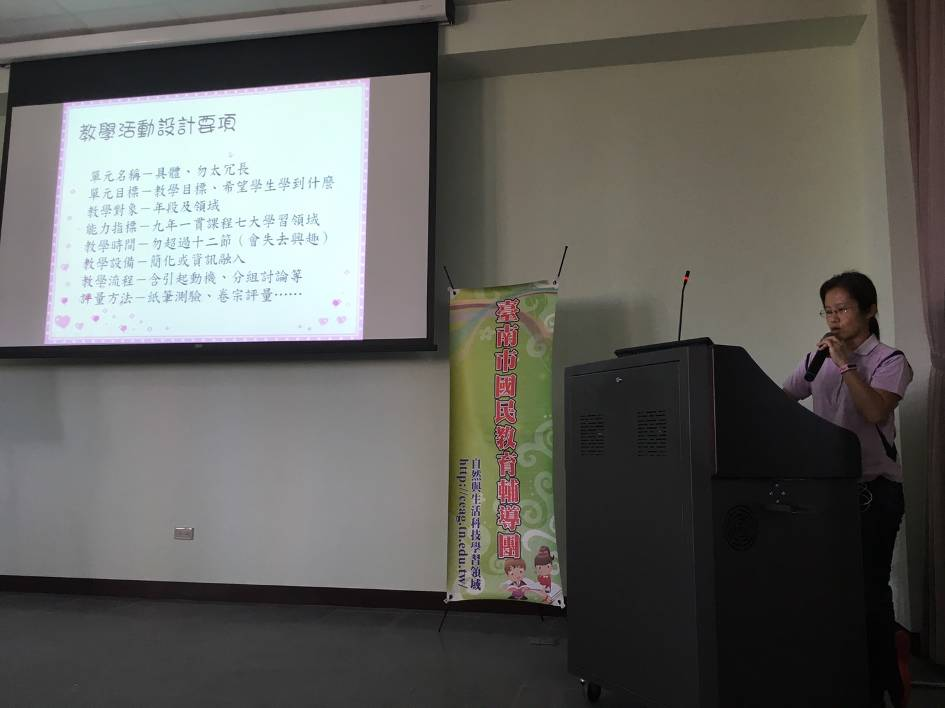 教學活動設計要項
單元名稱－具體、勿太冗長
單元目標－教學目標、希望學生學到什麼
教學對象－年段及領域
能力指標－九年一貫課程七大學習領域
教學時間－勿超過十二節（會失去興趣）
教學設備－簡化或資訊融入
教學流程－含引起動機、分組討論等
評量方法－紙筆測驗、卷宗評量……
臺南市國民教育輔導團
自然與生活科技學習領域
http://ceag.tn.edu.tw/